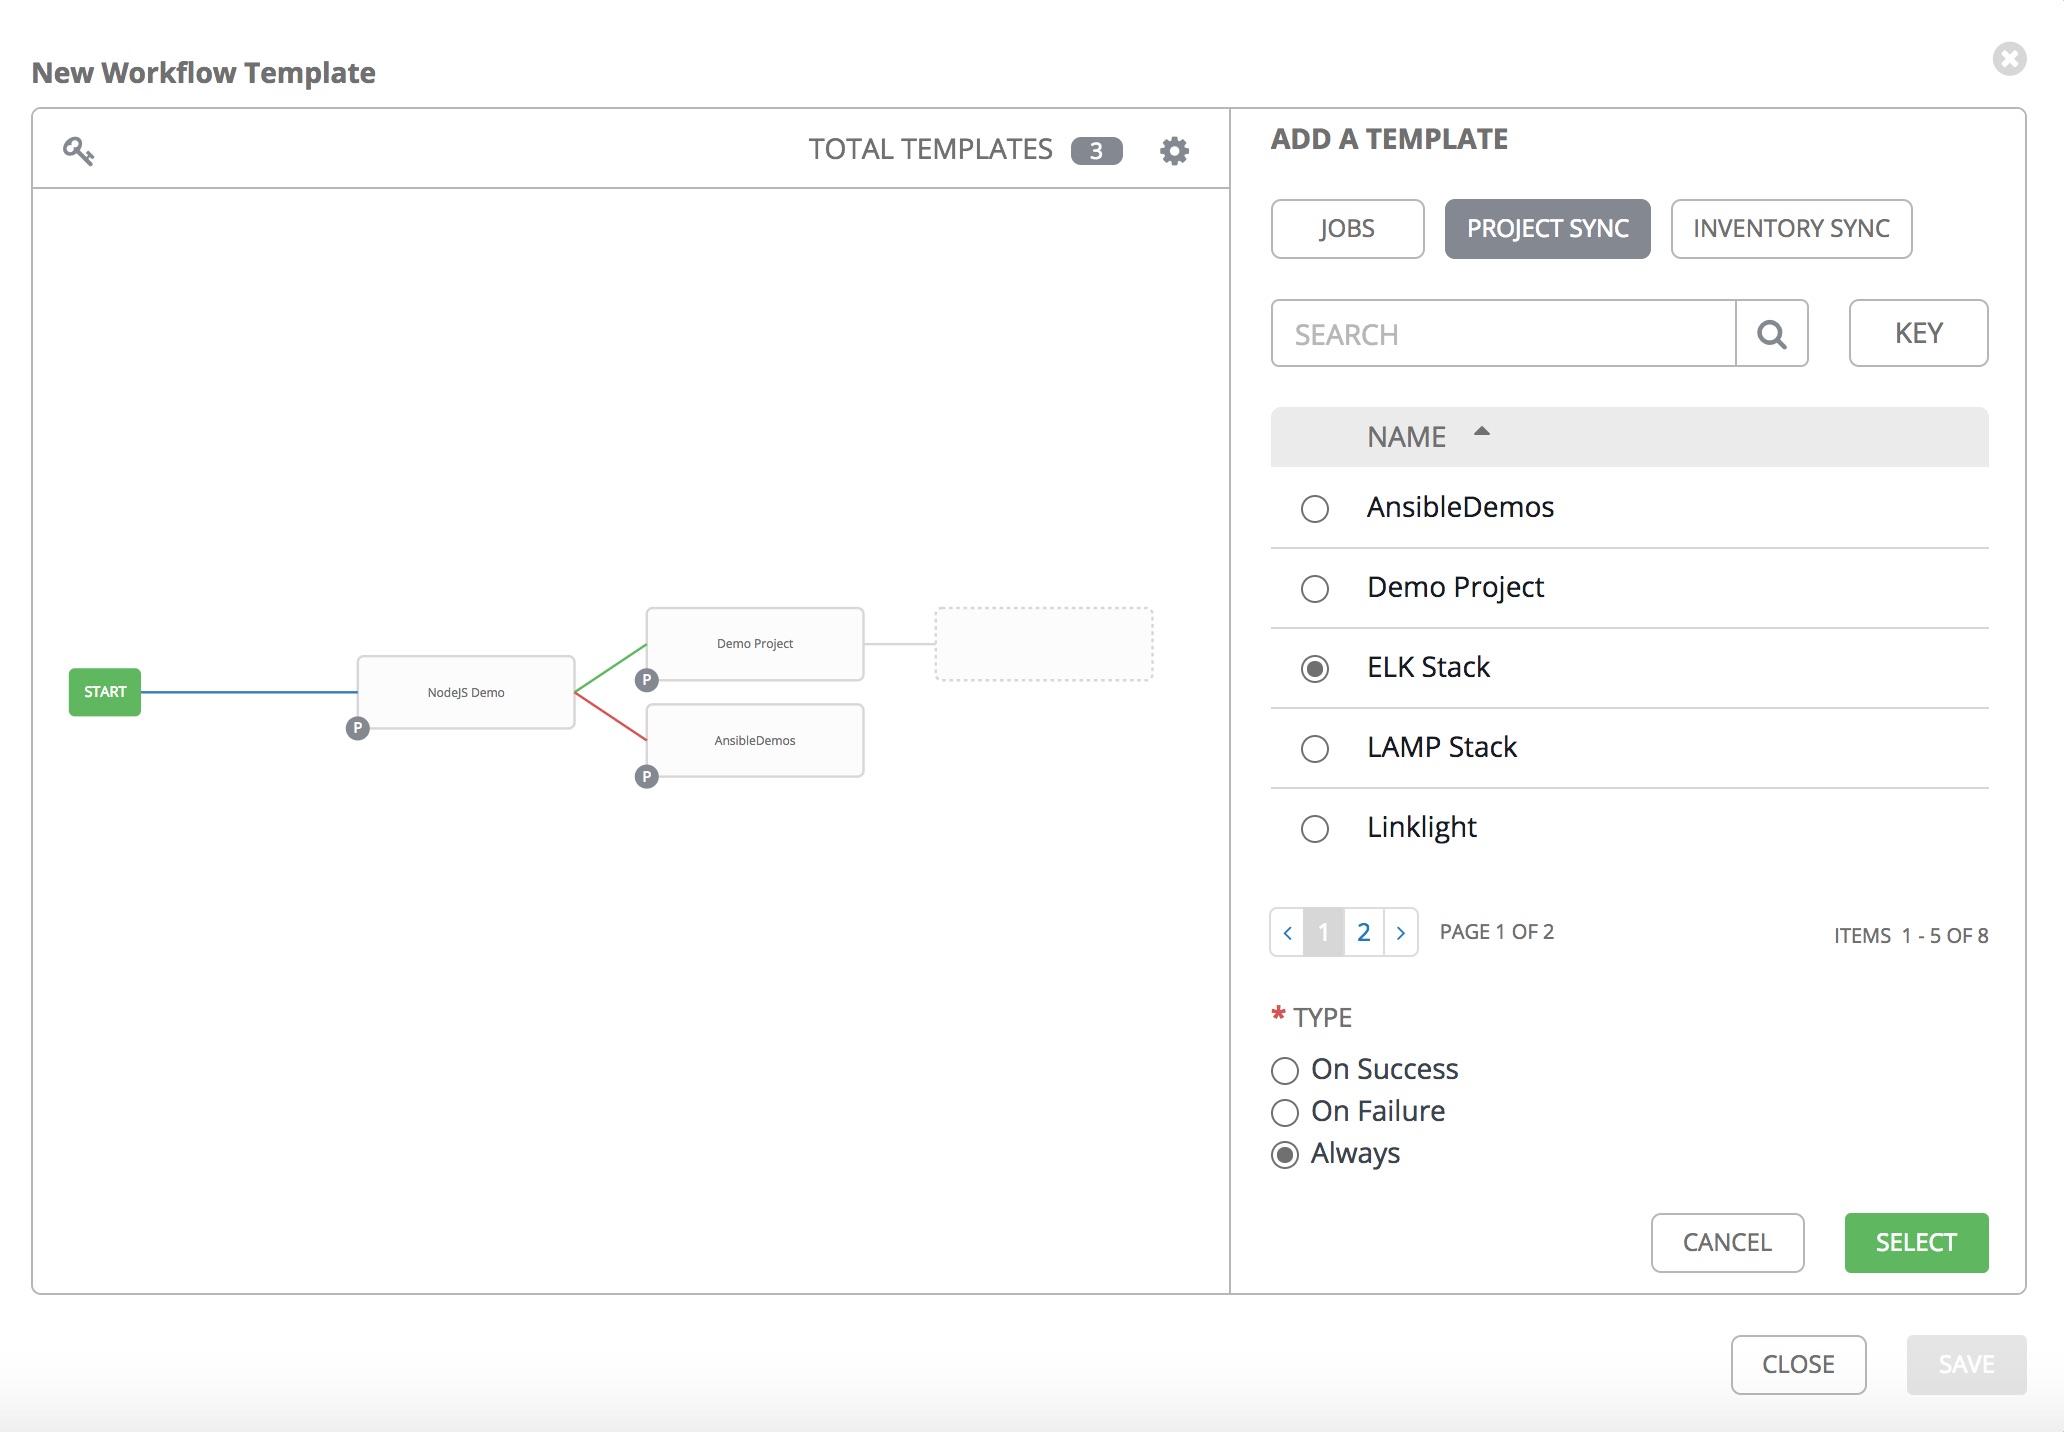 New Workflow Template
TOTAL TEMPLATES 3
START
NodeJS Demo
P
Demo Project
P
AnsibleDemos
P
ADD A TEMPLATE
JOBS
PROJECT SYNC
INVENTORY SYNC
SEARCH
KEY
NAME
AnsibleDemos
Demo Project
ELK Stack
LAMP Stack
Linklight
< 1 2 > PAGE 1 OF 2
ITEMS 1 - 5 OF 8
* TYPE
On Success
On Failure
Always
CANCEL
SELECT
CLOSE
SAVE